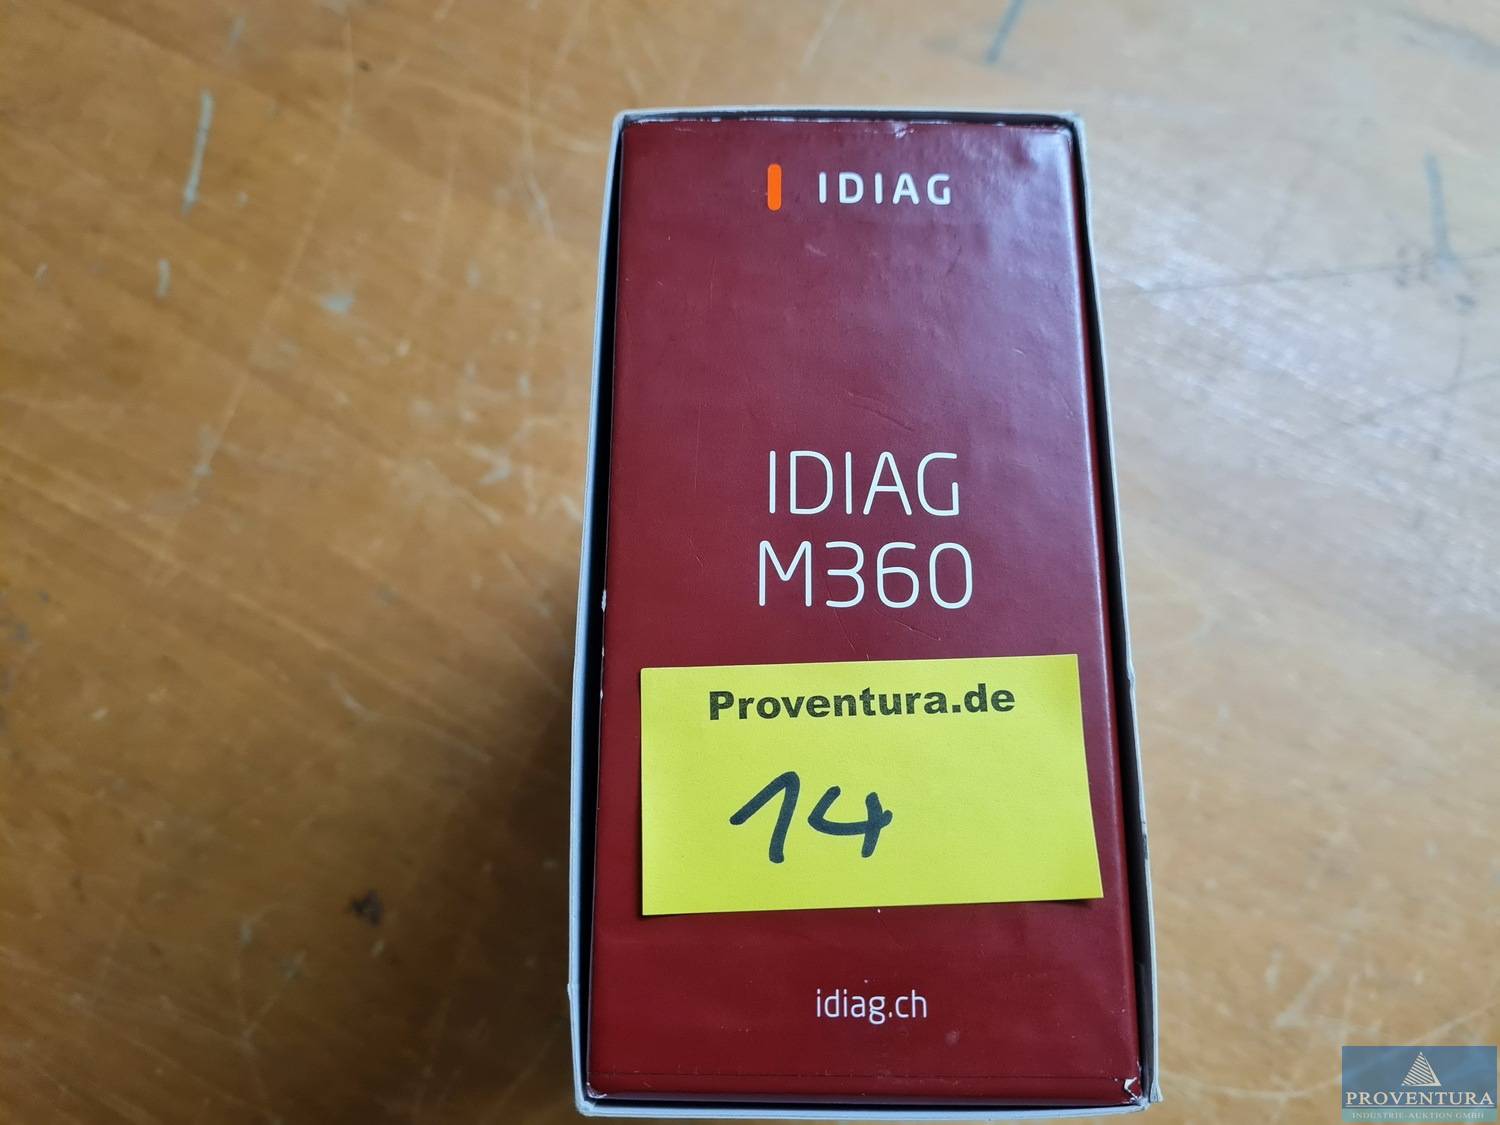 IDIAG
IDIAG
M360
Proventura.de
14
idiag.ch
PROVENTURA
INDUSTRIE-AUKTION GMBH